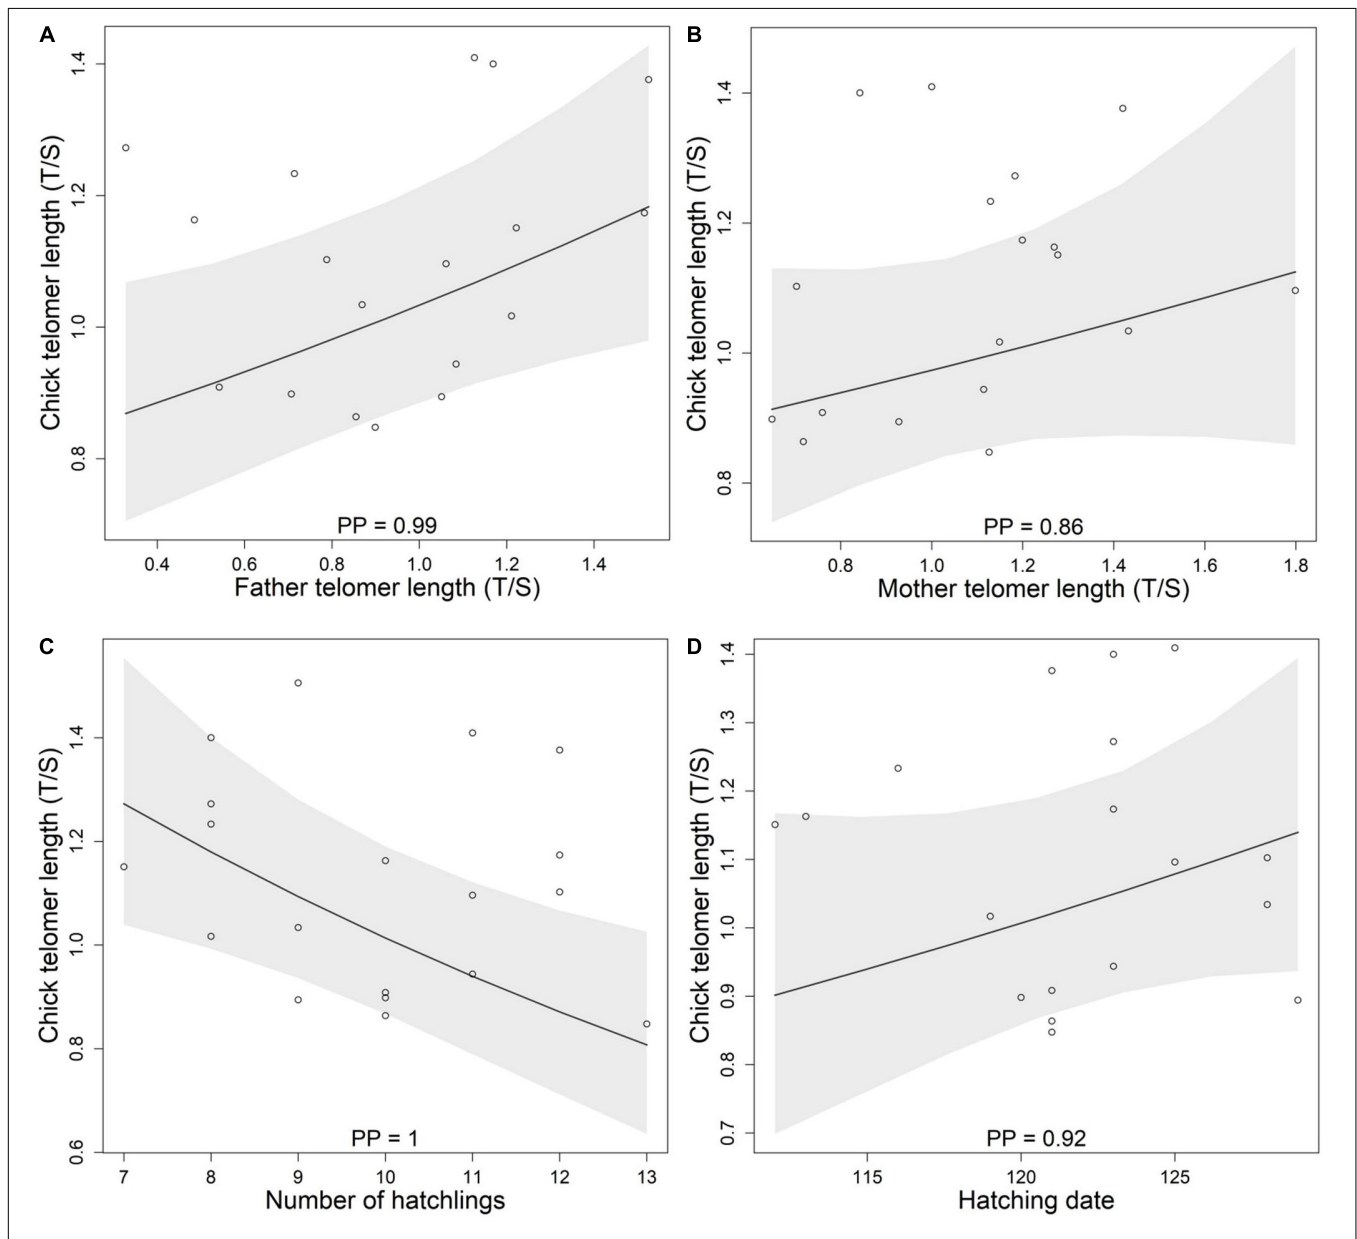 A
Chick telomer length (T/S)
1.4
1.2
1.0
0.8
PP = 0.99
0.4 0.6 0.8 1.0 1.2 1.4
Father telomer length (T/S)
B
Chick telomer length (T/S)
1.4
1.2
1.0
0.8
PP = 0.86
0.8 1.0 1.2 1.4 1.6 1.8
Mother telomer length (T/S)
C
Chick telomer length (T/S)
1.4
1.2
1.0
0.8
0.6
PP = 1
7 8 9 10 11 12 13
Number of hatchlings
D
Chick telomer length (T/S)
1.4
1.3
1.2
1.1
1.0
0.9
0.8
0.7
PP = 0.92
115 120 125
Hatching date